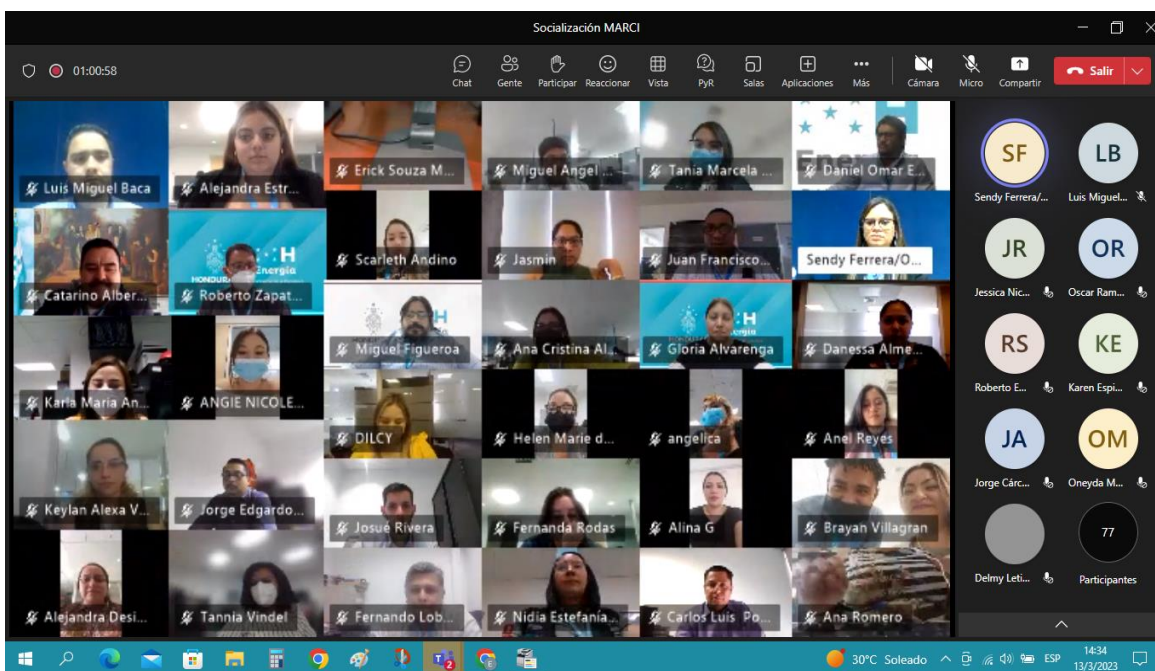 Socialización MARCI
01:00:58
Chat
Gente
Participar
Reaccionar
Vista
PyR
Salas
Aplicaciones
Más
Cámara
Micro
Compartir
Salir
Luis Miguel Baca
Alejandra Estr...
Erick Souza M...
Miguel Angel ...
Tania Marcela ...
Daniel Omar E...
Catarino Alber...
Roberto Zapat...
Scarleth Andino
Jasmin
Juan Francisco...
Sendy Ferrera/O...
Karla Maria An...
ANGIE NICOLE...
Miguel Figueroa
Ana Cristina Al...
Gloria Alvarenga
Danessa Alme...
Keylan Alexa V...
Jorge Edgardo...
DILCY
Helen Marie d...
angelica
Anel Reyes
Josué Rivera
Fernanda Rodas
Alina G
Brayan Villagran
Alejandra Desi...
Tannia Vindel
Fernando Lob...
Nidia Estefanía...
Carlos Luis Po...
Ana Romero
SF
Sendy Ferrera/...
LB
Luis Miguel...
JR
Jessica Nic...
OR
Oscar Ram...
RS
Roberto E...
KE
Karen Espi...
JA
Jorge Cárc...
OM
Oneyda M...
Delmy Leti...
77
Participantes
30°C Soleado
ESP
14:34
13/3/2023